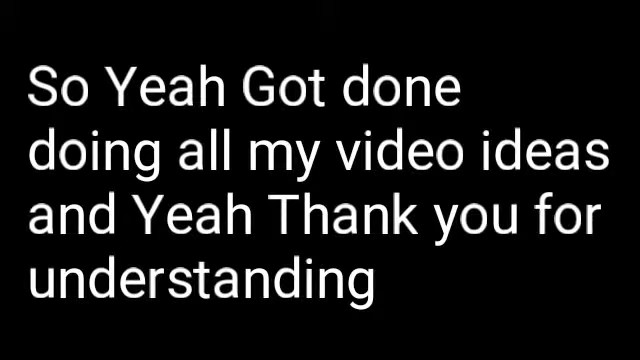 So Yeah Got done
doing all my video ideas
and Yeah Thank you for
understanding